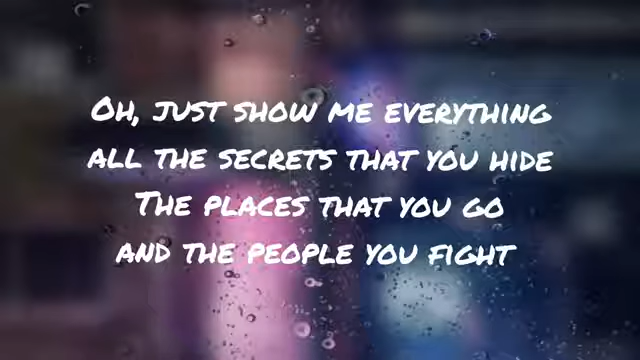 Oh, just show me everything
all the secrets that you hide
The places that you go
and the people you fight